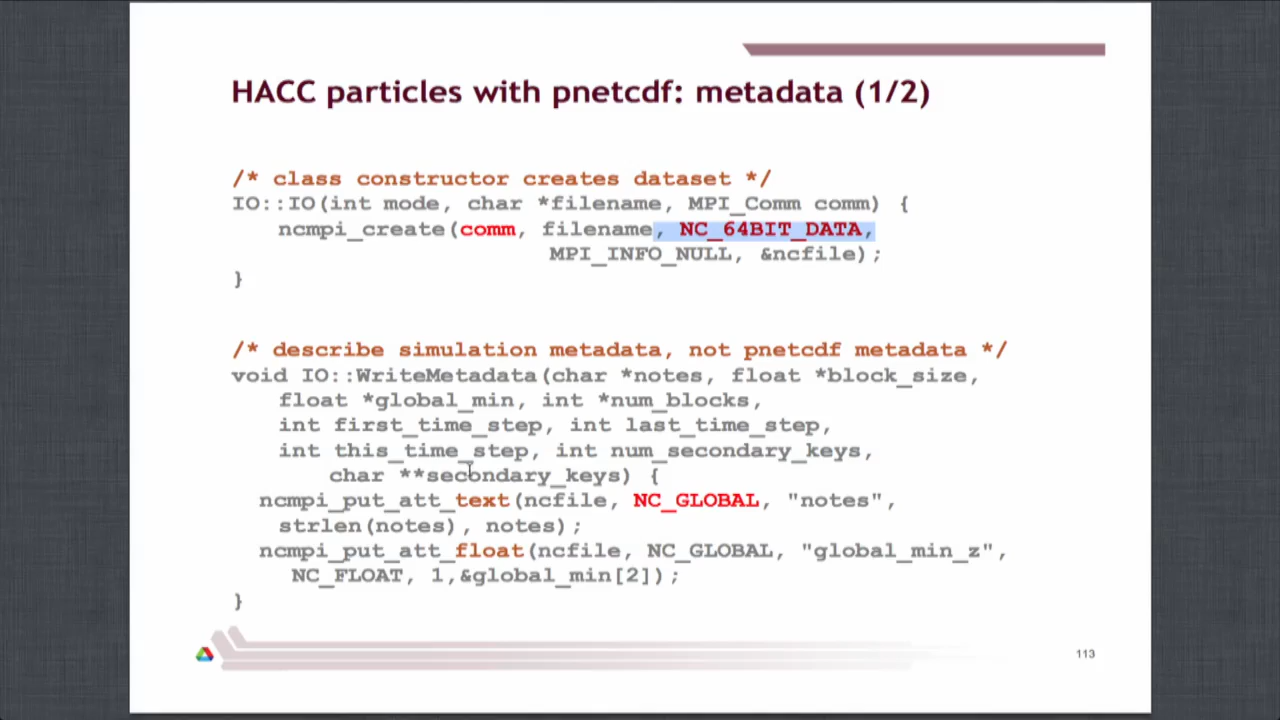 HACC particles with pnetcdf: metadata (1/2)
/* class constructor creates dataset */
IO::IO(int mode, char *filename, MPI_Comm comm) {
ncmpi_create(comm, filename, NC_64BIT_DATA,
MPI_INFO_NULL, &ncfile);
}
/* describe simulation metadata, not pnetcdf metadata */
void IO::WriteMetadata(char *notes, float *block_size,
float *global_min, int *num_blocks,
int first_time_step, int last_time_step,
int this_time_step, int num_secondary_keys,
char **secondary_keys) {
ncmpi_put_att_text(ncfile, NC_GLOBAL, "notes",
strlen(notes), notes);
ncmpi_put_att_float(ncfile, NC_GLOBAL, "global_min_z",
NC_FLOAT, 1,&global_min[2]);
}
113